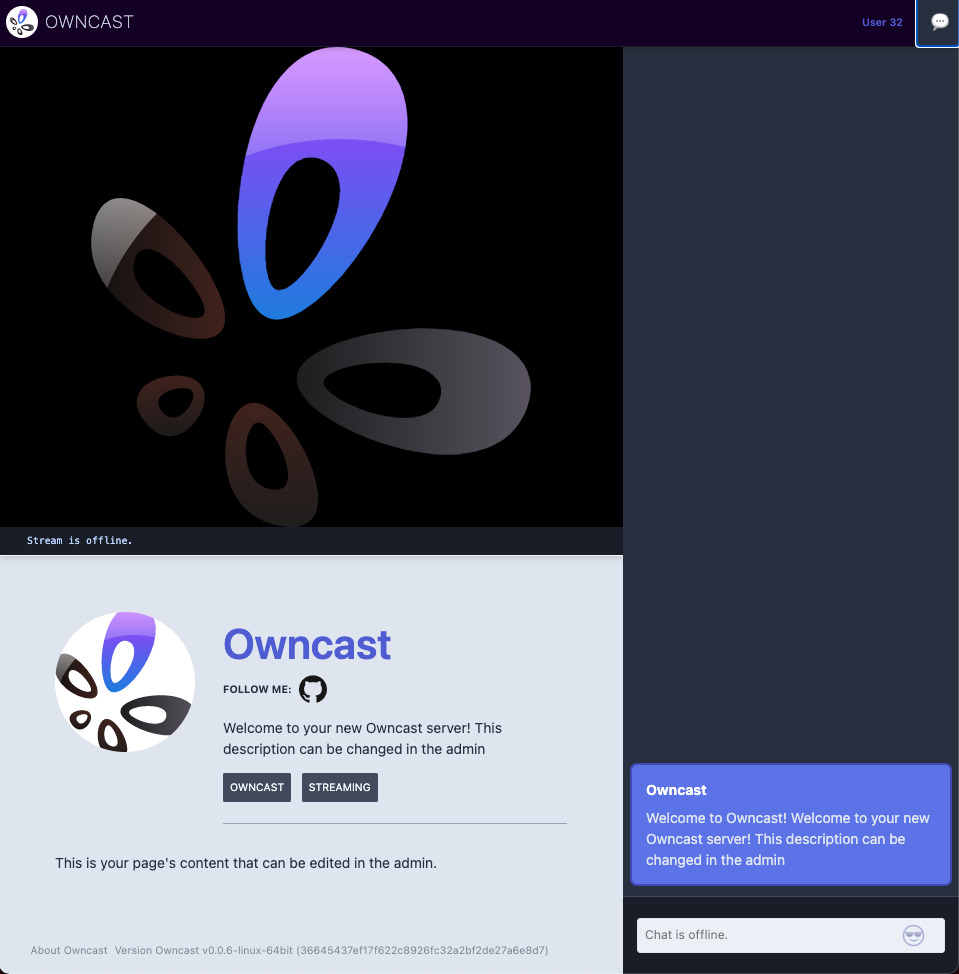 OWNCAST
User 32
Stream is offline.
Owncast
FOLLOW ME:
Welcome to your new Owncast server! This
description can be changed in the admin
OWNCAST STREAMING
This is your page's content that can be edited in the admin.
About Owncast Version Owncast v0.0.6-linux-64bit (36645437ef17f622c8926fc32a2bf2de27a6e8d7)
Owncast
Welcome to Owncast! Welcome to your new
Owncast server! This description can be
changed in the admin
Chat is offline.